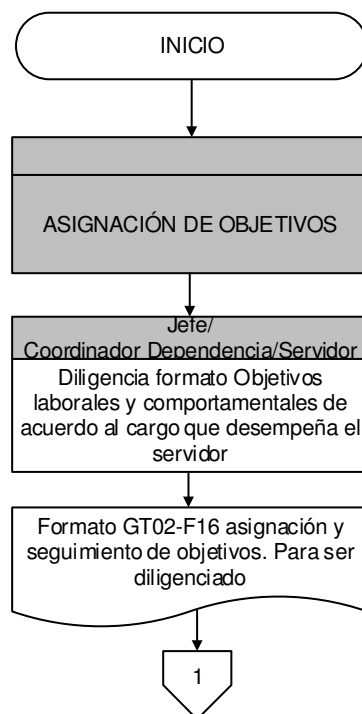 INICIO
ASIGNACIÓN DE OBJETIVOS
Jefe/
Coordinador Dependencia/Servidor
Diligencia formato Objetivos
laborales y comportamentales de
acuerdo al cargo que desempeña el
servidor
Formato GT02-F16 asignación y
seguimiento de objetivos. Para ser
diligenciado
1